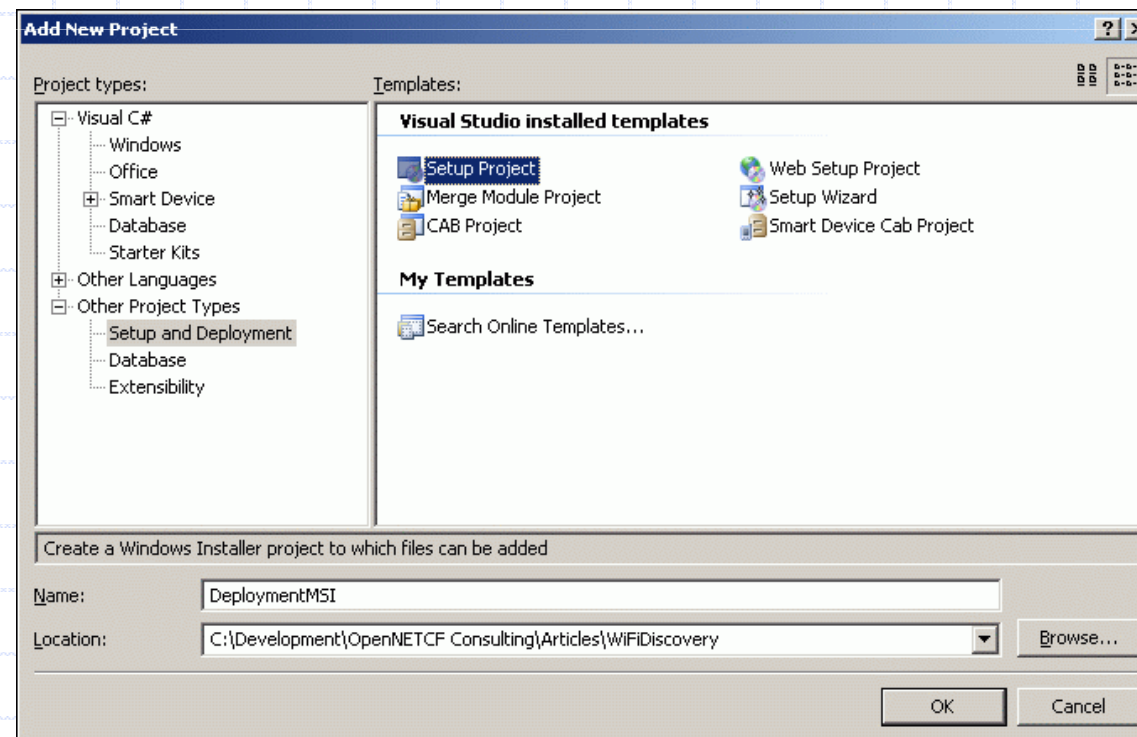 Add New Project
Project types:
Templates:
Visual C#
Windows
Office
Smart Device
Database
Starter Kits
Other Languages
Other Project Types
Setup and Deployment
Database
Extensibility
Visual Studio installed templates
Setup Project
Web Setup Project
Merge Module Project
Setup Wizard
CAB Project
Smart Device Cab Project
My Templates
Search Online Templates...
Create a Windows Installer project to which files can be added
Name:
DeploymentMSI
Location:
C:\Development\OpenNETCF Consulting\Articles\WiFiDiscovery
Browse...
OK
Cancel